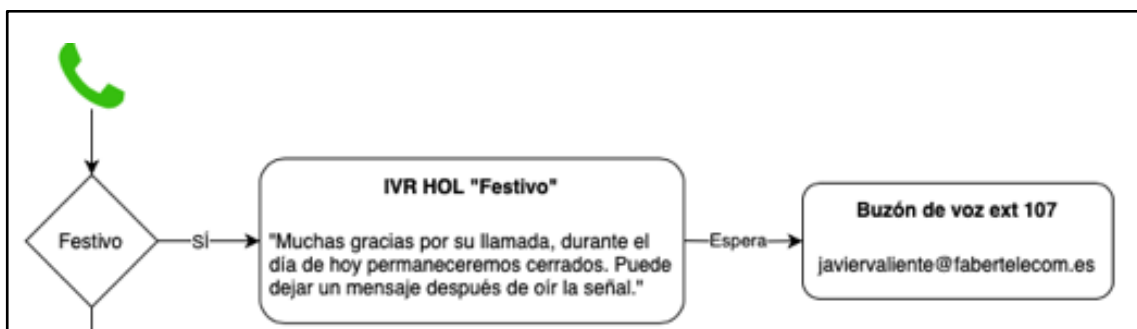 Festivo
SÍ
IVR HOL "Festivo"
"Muchas gracias por su llamada, durante el
día de hoy permaneceremos cerrados. Puede
dejar un mensaje después de oír la señal."
Espera
Buzón de voz ext 107
javiervaliente@fabertelecom.es